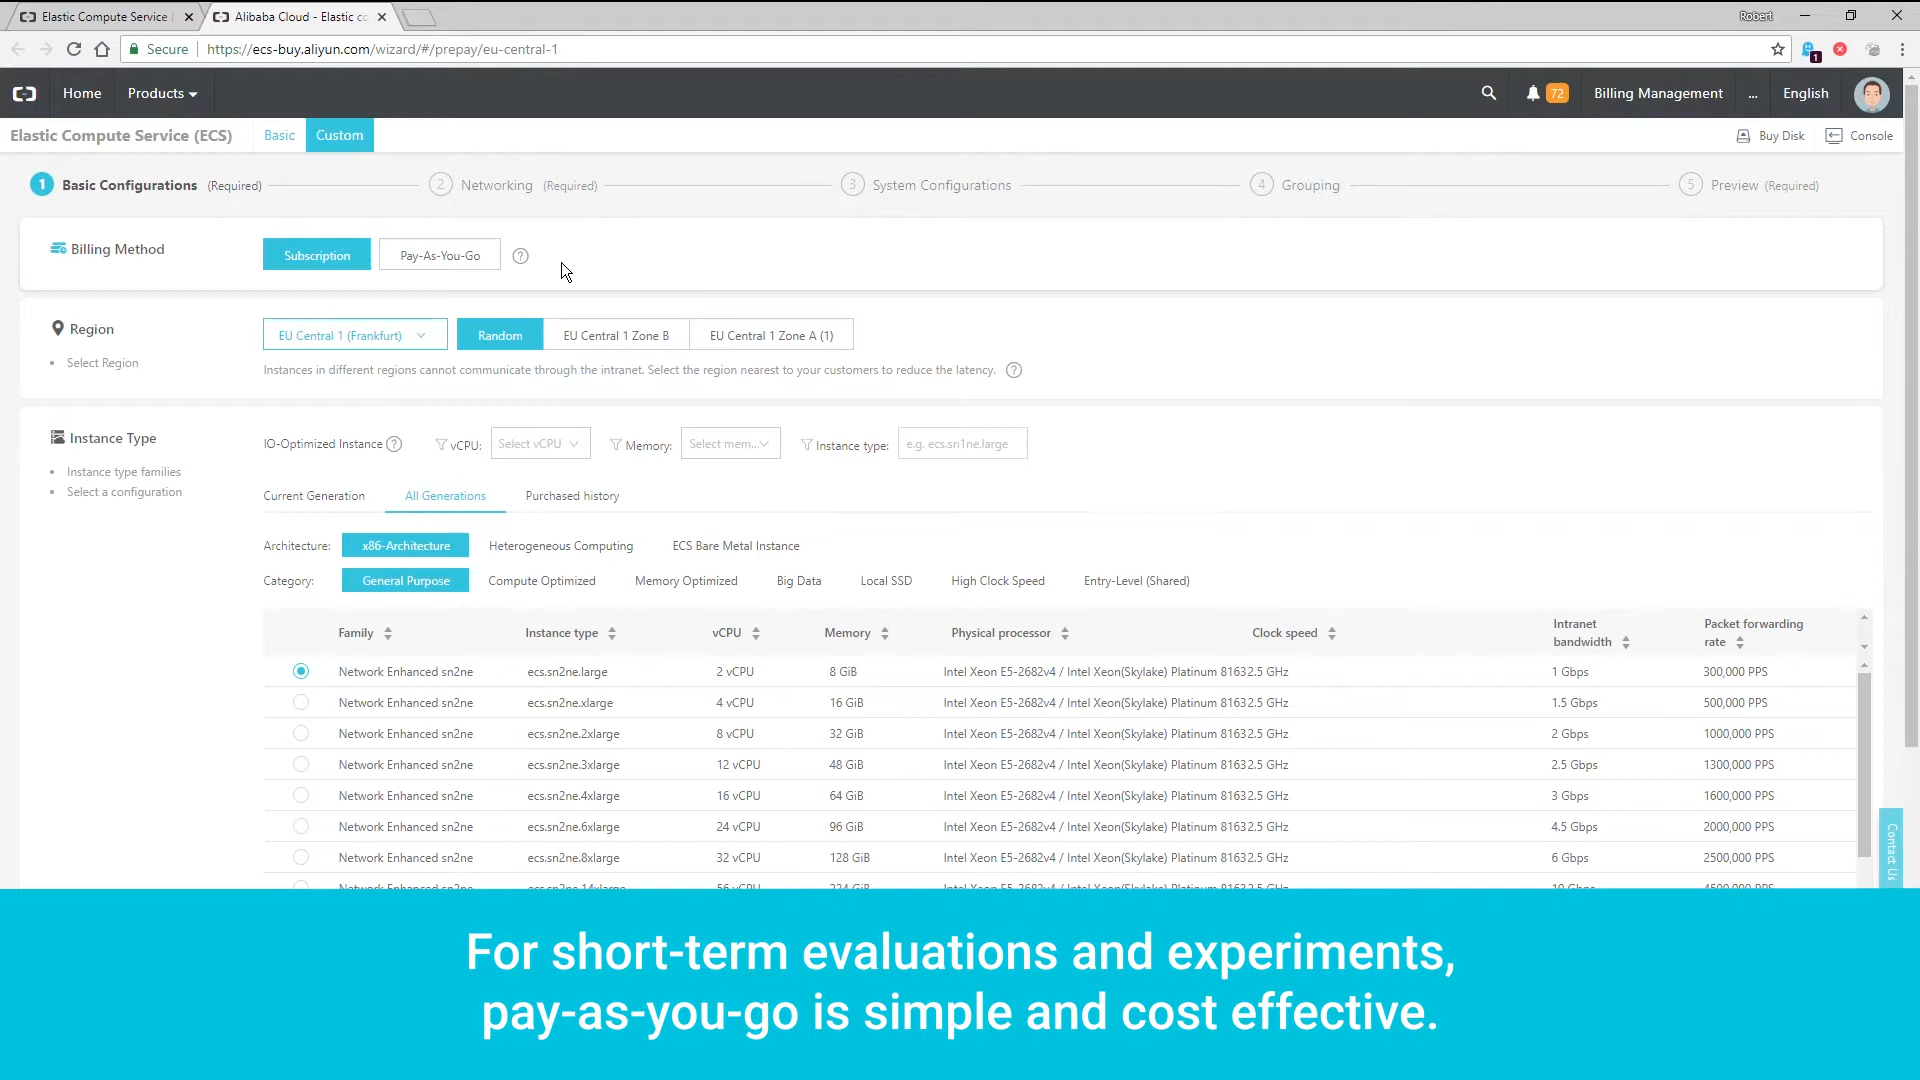 Elastic Compute Service
Alibaba Cloud - Elastic co
Robert
Secure
https://ecs-buy.aliyun.com/wizard/#/prepay/eu-central-1
1
Home
Products
72
Billing Management
...
English
Elastic Compute Service (ECS)
Basic
Custom
Buy Disk
Console
1 Basic Configurations (Required)
2 Networking (Required)
3 System Configurations
4 Grouping
5 Preview (Required)
Billing Method
Subscription
Pay-As-You-Go
?
Region
EU Central 1 (Frankfurt)
Random
EU Central 1 Zone B
EU Central 1 Zone A (1)
• Select Region
Instances in different regions cannot communicate through the intranet. Select the region nearest to your customers to reduce the latency. ?
Instance Type
IO-Optimized Instance ?
vCPU: Select vCPU
Memory: Select mem...
Instance type: e.g. ecs.sn1ne.large
• Instance type families
• Select a configuration
Current Generation
All Generations
Purchased history
Architecture: x86-Architecture Heterogeneous Computing ECS Bare Metal Instance
Category: General Purpose Compute Optimized Memory Optimized Big Data Local SSD High Clock Speed Entry-Level (Shared)
Family Instance type vCPU Memory Physical processor Clock speed Intranet bandwidth Packet forwarding rate
Network Enhanced sn2ne ecs.sn2ne.large 2 vCPU 8 GiB Intel Xeon E5-2682v4 / Intel Xeon(Skylake) Platinum 81632.5 GHz 1 Gbps 300,000 PPS
Network Enhanced sn2ne ecs.sn2ne.xlarge 4 vCPU 16 GiB Intel Xeon E5-2682v4 / Intel Xeon(Skylake) Platinum 81632.5 GHz 1.5 Gbps 500,000 PPS
Network Enhanced sn2ne ecs.sn2ne.2xlarge 8 vCPU 32 GiB Intel Xeon E5-2682v4 / Intel Xeon(Skylake) Platinum 81632.5 GHz 2 Gbps 1000,000 PPS
Network Enhanced sn2ne ecs.sn2ne.3xlarge 12 vCPU 48 GiB Intel Xeon E5-2682v4 / Intel Xeon(Skylake) Platinum 81632.5 GHz 2.5 Gbps 1300,000 PPS
Network Enhanced sn2ne ecs.sn2ne.4xlarge 16 vCPU 64 GiB Intel Xeon E5-2682v4 / Intel Xeon(Skylake) Platinum 81632.5 GHz 3 Gbps 1600,000 PPS
Network Enhanced sn2ne ecs.sn2ne.6xlarge 24 vCPU 96 GiB Intel Xeon E5-2682v4 / Intel Xeon(Skylake) Platinum 81632.5 GHz 4.5 Gbps 2000,000 PPS
Network Enhanced sn2ne ecs.sn2ne.8xlarge 32 vCPU 128 GiB Intel Xeon E5-2682v4 / Intel Xeon(Skylake) Platinum 81632.5 GHz 6 Gbps 2500,000 PPS
Contact Us
For short-term evaluations and experiments,
pay-as-you-go is simple and cost effective.